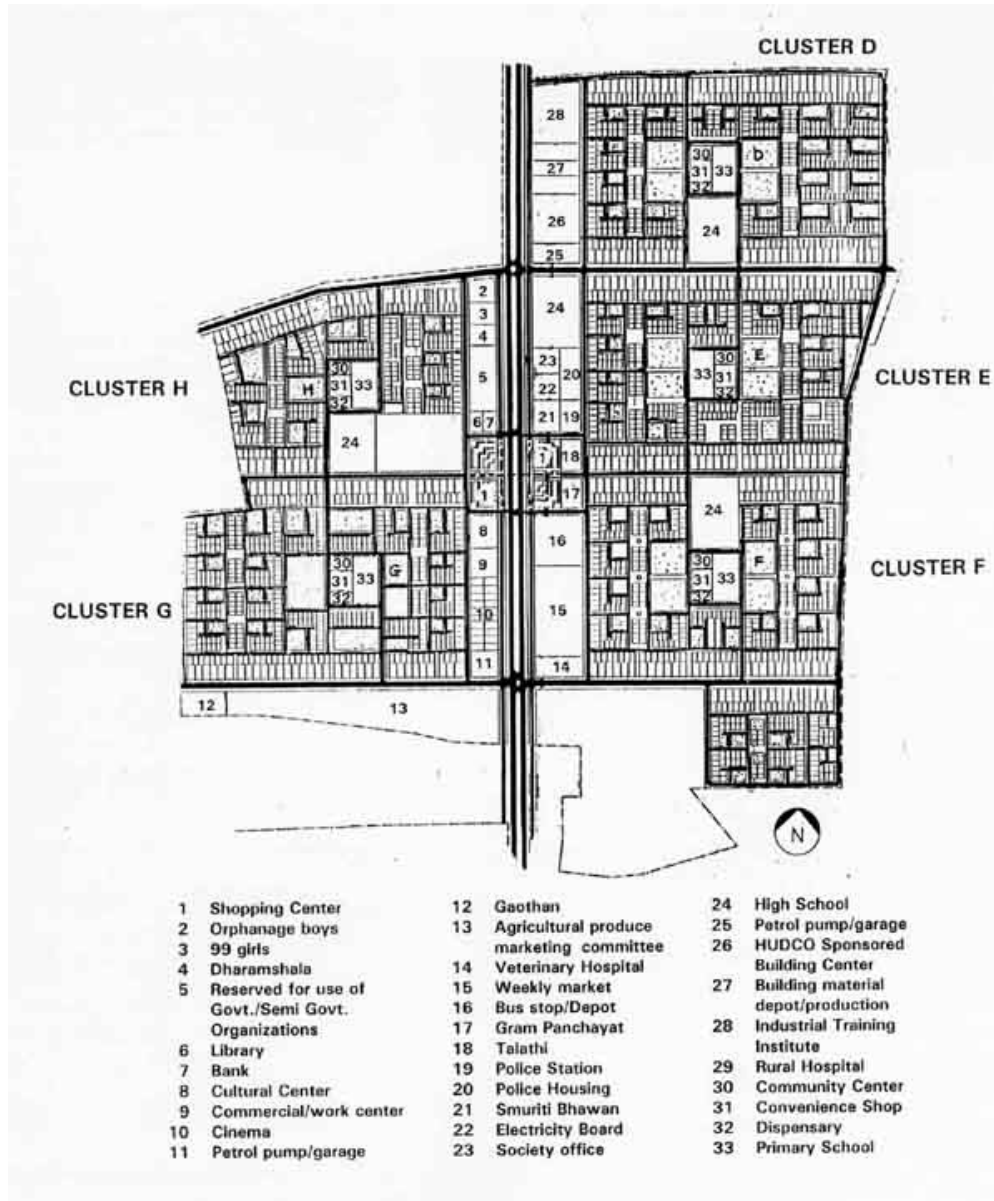 CLUSTER D
28
27
26
25
30
31 33
32
D
24
CLUSTER H
2
3
4
5
6 7
H
30
31 33
32
24
24
23
22
20
21 19
1 18
17
1
CLUSTER E
33 30
31
32
E
CLUSTER G
8
9
10
11
30
31 33
32
G
16
15
14
CLUSTER F
24
30
31 33
32
F
12
13
N
1 Shopping Center
2 Orphanage boys
3 99 girls
4 Dharamshala
5 Reserved for use of
Govt./Semi Govt.
Organizations
6 Library
7 Bank
8 Cultural Center
9 Commercial/work center
10 Cinema
11 Petrol pump/garage
12 Gaothan
13 Agricultural produce
marketing committee
14 Veterinary Hospital
15 Weekly market
16 Bus stop/Depot
17 Gram Panchayat
18 Talathi
19 Police Station
20 Police Housing
21 Smuriti Bhawan
22 Electricity Board
23 Society office
24 High School
25 Petrol pump/garage
26 HUDCO Sponsored
Building Center
27 Building material
depot/production
28 Industrial Training
Institute
29 Rural Hospital
30 Community Center
31 Convenience Shop
32 Dispensary
33 Primary School